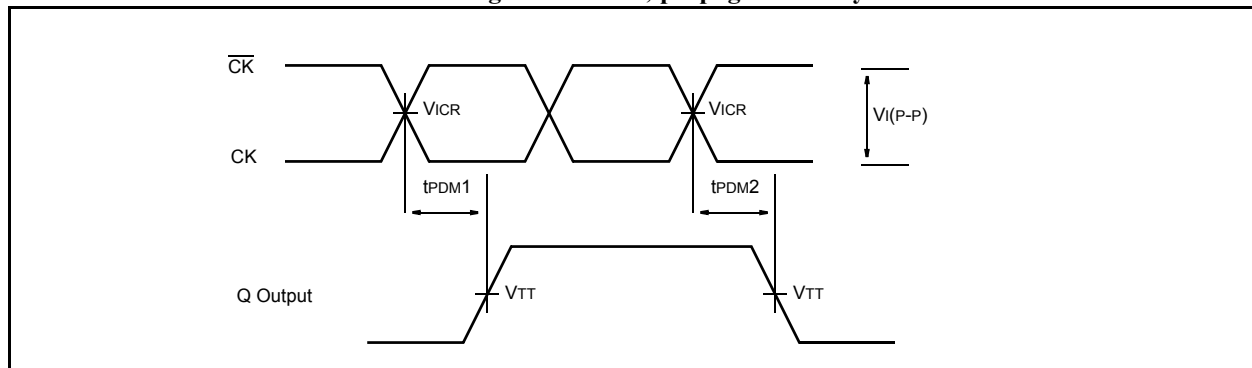 CK
VICR
VICR
VI(P-P)
CK
tPDM1
tPDM2
Q Output
VTT
VTT